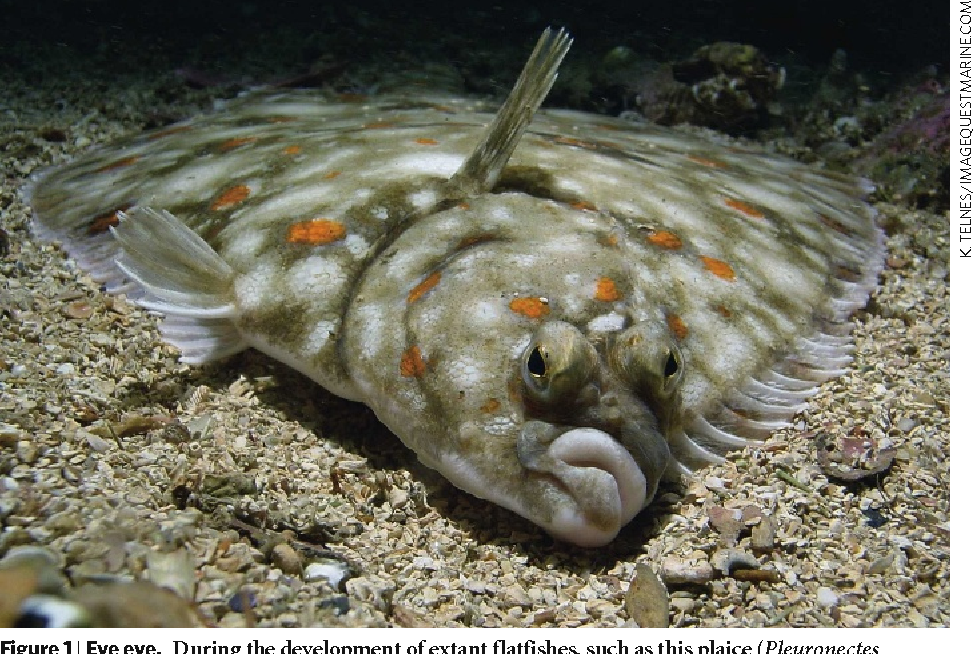 K. TELNES/IMAGEQUESTMARINE.COM
Figure 1 | Eye eye. During the development of extant flatfishes, such as this plaice (Pleuronectes